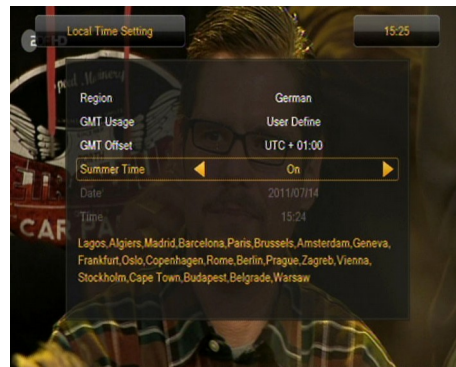 Local Time Setting
15:25
Region German
GMT Usage User Define
GMT Offset UTC + 01:00
Summer Time On
Date 2011/07/14
Time 15:24
Lagos,Algiers,Madrid,Barcelona,Paris,Brussels,Amsterdam,Geneva,
Frankfurt,Oslo,Copenhagen,Rome,Berlin,Prague,Zagreb,Vienna,
Stockholm,Cape Town,Budapest,Belgrade,Warsaw
CAR